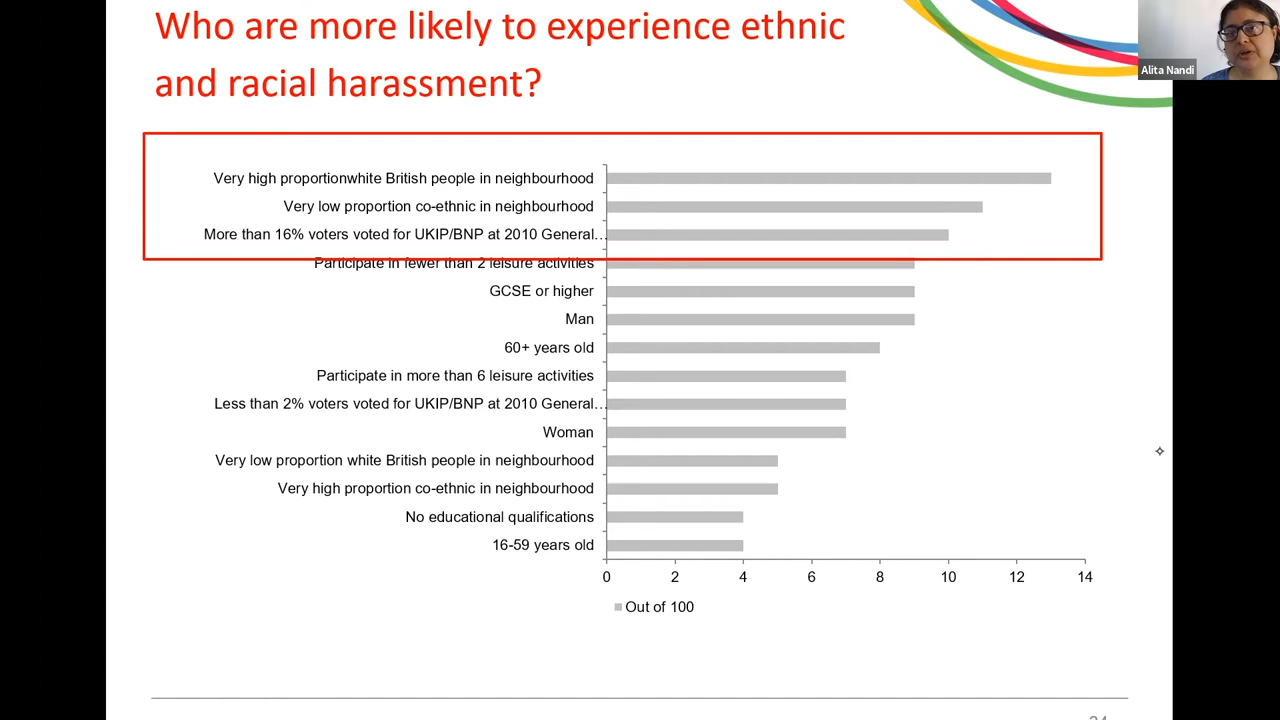 Who are more likely to experience ethnic
and racial harassment?
Alita Nandi
Very high proportionwhite British people in neighbourhood
Very low proportion co-ethnic in neighbourhood
More than 16% voters voted for UKIP/BNP at 2010 General…
Participate in fewer than 2 leisure activities
GCSE or higher
Man
60+ years old
Participate in more than 6 leisure activities
Less than 2% voters voted for UKIP/BNP at 2010 General…
Woman
Very low proportion white British people in neighbourhood
Very high proportion co-ethnic in neighbourhood
No educational qualifications
16-59 years old
0 2 4 6 8 10 12 14
Out of 100